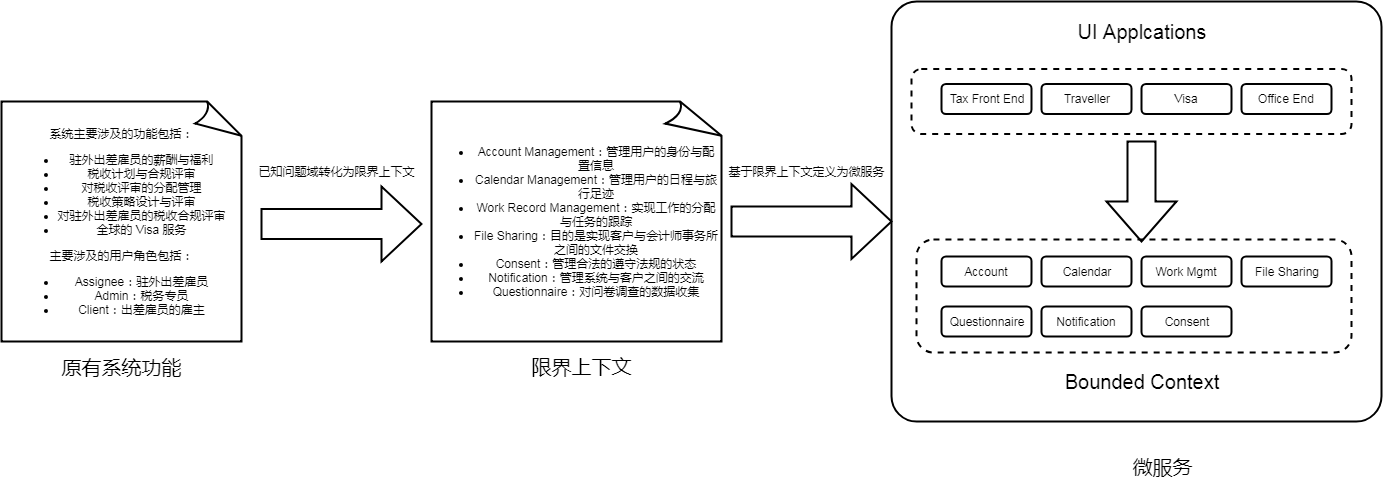 系统主要涉及的功能包括：
驻外出差雇员的薪酬与福利
税收计划与合规评审
对税收评审的分配管理
税收策略设计与评审
对驻外出差雇员的税收合规评审
全球的 Visa 服务
主要涉及的用户角色包括：
Assignee：驻外出差雇员
Admin：税务专员
Client：出差雇员的雇主
原有系统功能
已知问题域转化为限界上下文
Account Management：管理用户的身份与配
置信息
Calendar Management：管理用户的日程与旅
行足迹
Work Record Management：实现工作的分配
与任务的跟踪
File Sharing：目的是实现客户与会计师事务所
之间的文件交换
Consent：管理合法的遵守法规的状态
Notification：管理系统与客户之间的交流
Questionnaire：对问卷调查的数据收集
限界上下文
基于限界上下文定义为微服务
UI Applcations
Tax Front End
Traveller
Visa
Office End
Account
Calendar
Work Mgmt
File Sharing
Questionnaire
Notification
Consent
Bounded Context
微服务